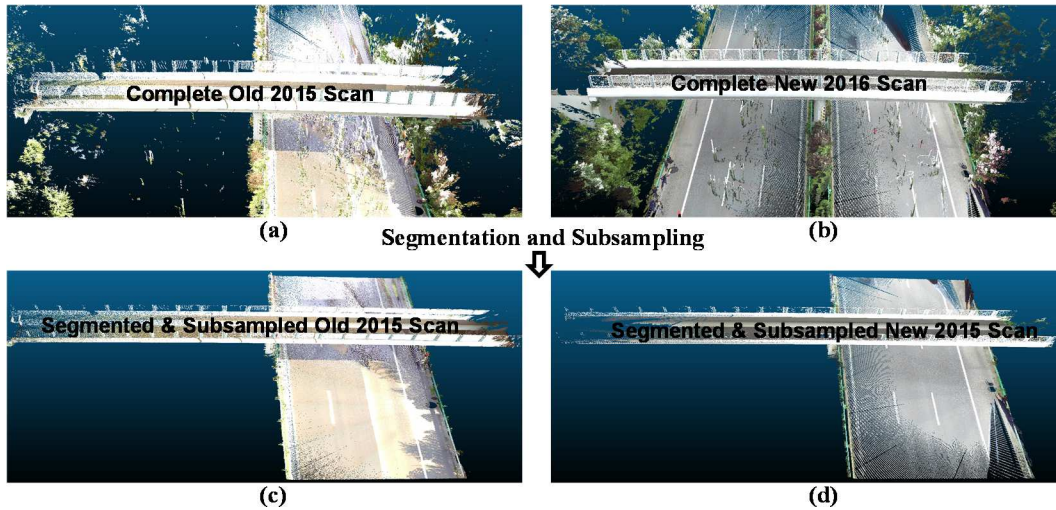 Complete Old 2015 Scan
Complete New 2016 Scan
(a)
(b)
Segmentation and Subsampling
Segmented & Subsampled Old 2015 Scan
Segmented & Subsampled New 2015 Scan
(c)
(d)